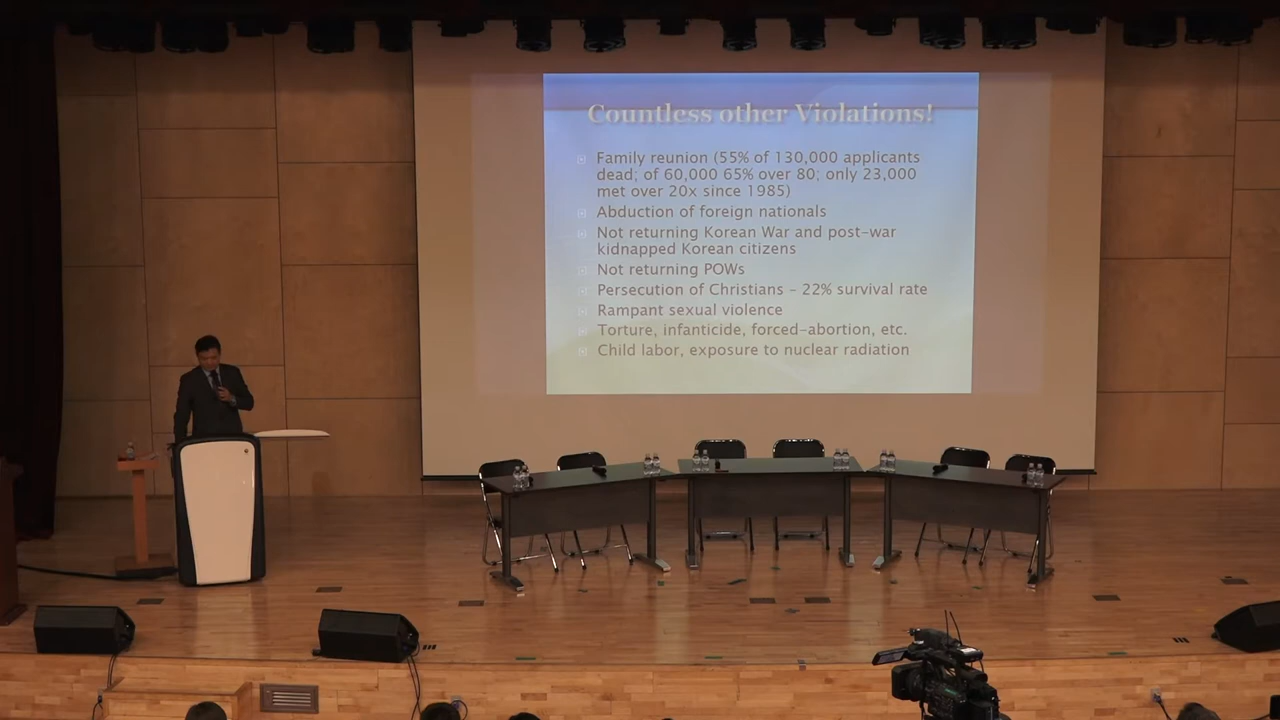 Countless other Violations!
Family reunion (55% of 130,000 applicants
dead; of 60,000 65% over 80; only 23,000
met over 20x since 1985)
Abduction of foreign nationals
Not returning Korean War and post-war
kidnapped Korean citizens
Not returning POWs
Persecution of Christians - 22% survival rate
Rampant sexual violence
Torture, infanticide, forced-abortion, etc.
Child labor, exposure to nuclear radiation